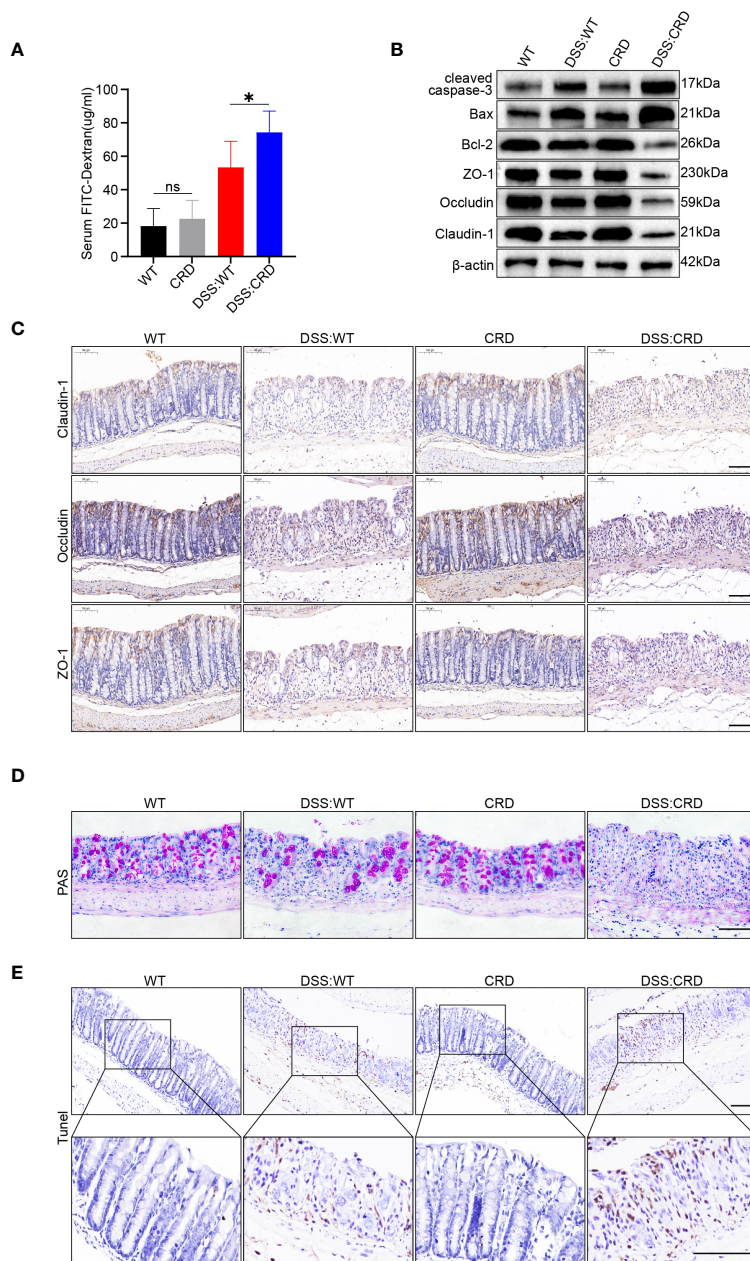 A
Serum FITC-Dextran(ug/ml)
100
80
60
40
20
0
ns
*
WT
CRD
DSS:WT
DSS:CRD
B
WT
DSS:WT
CRD
DSS:CRD
cleaved
caspase-3
17kDa
Bax
21kDa
Bcl-2
26kDa
ZO-1
230kDa
Occludin
59kDa
Claudin-1
21kDa
β-actin
42kDa
C
WT
DSS:WT
CRD
DSS:CRD
Claudin-1
Occludin
ZO-1
D
WT
DSS:WT
CRD
DSS:CRD
PAS
E
WT
DSS:WT
CRD
DSS:CRD
Tunel